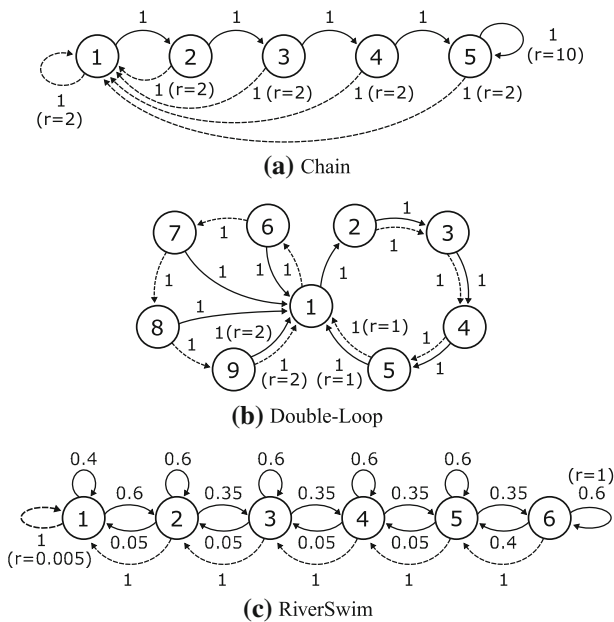 1 1 1 1 1
(r=10)
1 2 3 4 5
1 (r=2) 1 (r=2) 1 (r=2) 1 (r=2)
1
(r=2)
(a) Chain
7 6 2 3
1 1 1
1 1 1 1 1 1
1
8 1 4
1 1(r=2) 1(r=1) 1
9 1 1 5 1
(r=2) (r=1)
(b) Double-Loop
0.4 0.6 0.6 0.6 0.6 (r=1)
0.6
0.6 0.35 0.35 0.35 0.35
1 2 3 4 5 6
1 0.05 0.05 0.05 0.05 0.4
(r=0.005)
1 1 1 1 1
(c) RiverSwim